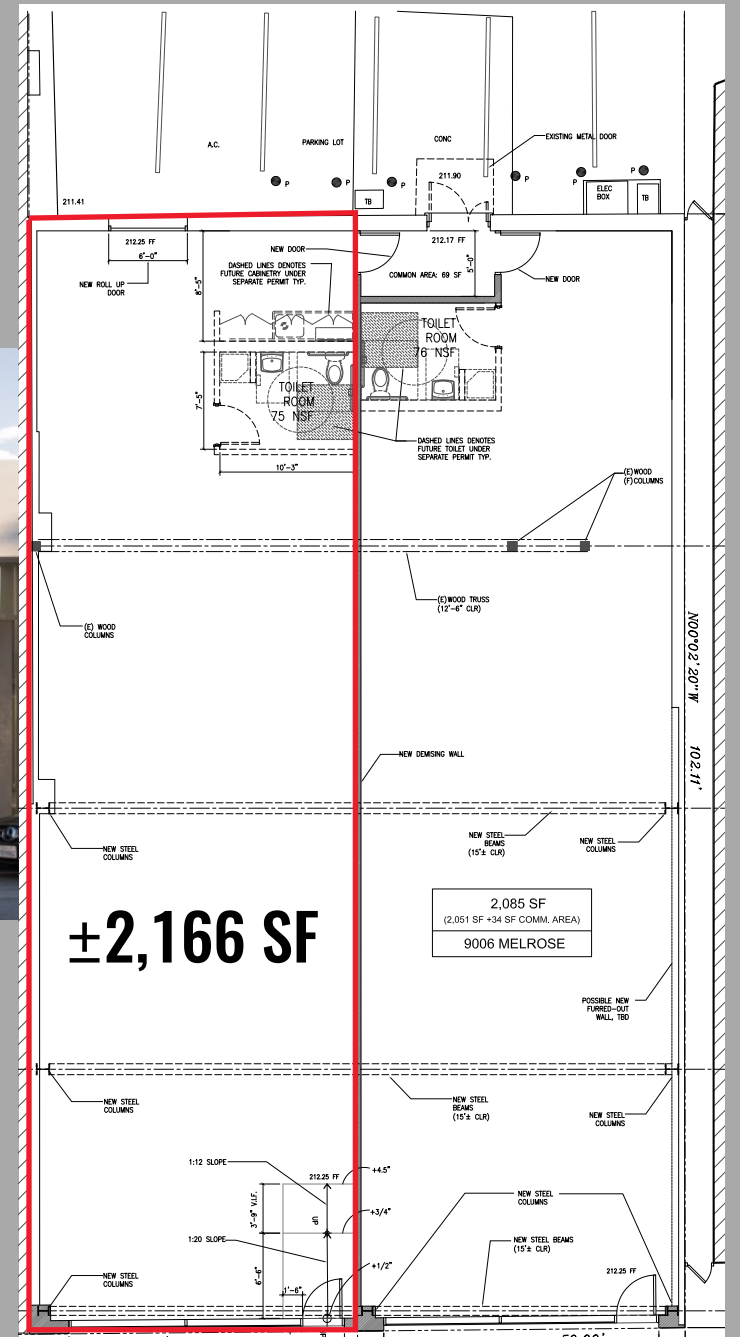 EXISTING METAL DOOR
A.C.
PARKING LOT
CONC
211.90
P
P
P
P
P
P
211.41
TB
ELEC
BOX
TB
212.25 FF
6'-0"
NEW ROLL UP
DOOR
8'-5"
NEW DOOR
DASHED LINES DENOTES
FUTURE CABINETRY UNDER
SEPARATE PERMIT TYP.
212.17 FF
5'-0"
COMMON AREA: 69 SF
NEW DOOR
TOILET
ROOM
76 NSF
TOILET
ROOM
75 NSF
7'-5"
10'-3"
DASHED LINES DENOTES
FUTURE TOILET UNDER
SEPARATE PERMIT TYP.
(E)WOOD
(F)COLUMNS
(E)WOOD TRUSS
(12'-6" CLR)
(E) WOOD
COLUMNS
N00°02'20"W 102.11'
NEW DEMISING WALL
NEW STEEL
COLUMNS
NEW STEEL
BEAMS
(15'± CLR)
NEW STEEL
COLUMNS
±2,166 SF
2,085 SF
(2,051 SF +34 SF COMM. AREA)
9006 MELROSE
POSSIBLE NEW
FURRED-OUT
WALL, TBD
NEW STEEL
COLUMNS
NEW STEEL
BEAMS
(15'± CLR)
NEW STEEL
COLUMNS
1:12 SLOPE
212.25 FF
+4.5"
3'-9" V.I.F.
UP
+3/4"
1:20 SLOPE
6'-6"
+1/2"
1'-6"
NEW STEEL
COLUMNS
NEW STEEL
COLUMNS
NEW STEEL BEAMS
(15'± CLR)
212.25 FF